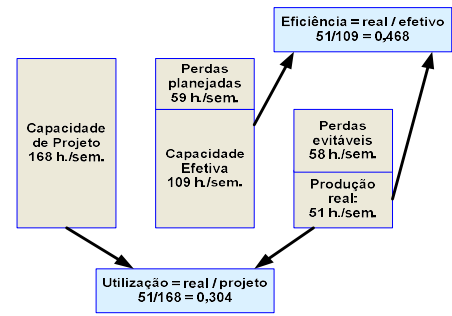 Eficiência = real / efetivo
51/109 = 0,468
Perdas
planejadas
59 h./sem.
Capacidade
de Projeto
168 h./sem.
Capacidade
Efetiva
109 h./sem.
Perdas
evitáveis
58 h./sem.
Produção
real:
51 h./sem.
Utilização = real / projeto
51/168 = 0,304